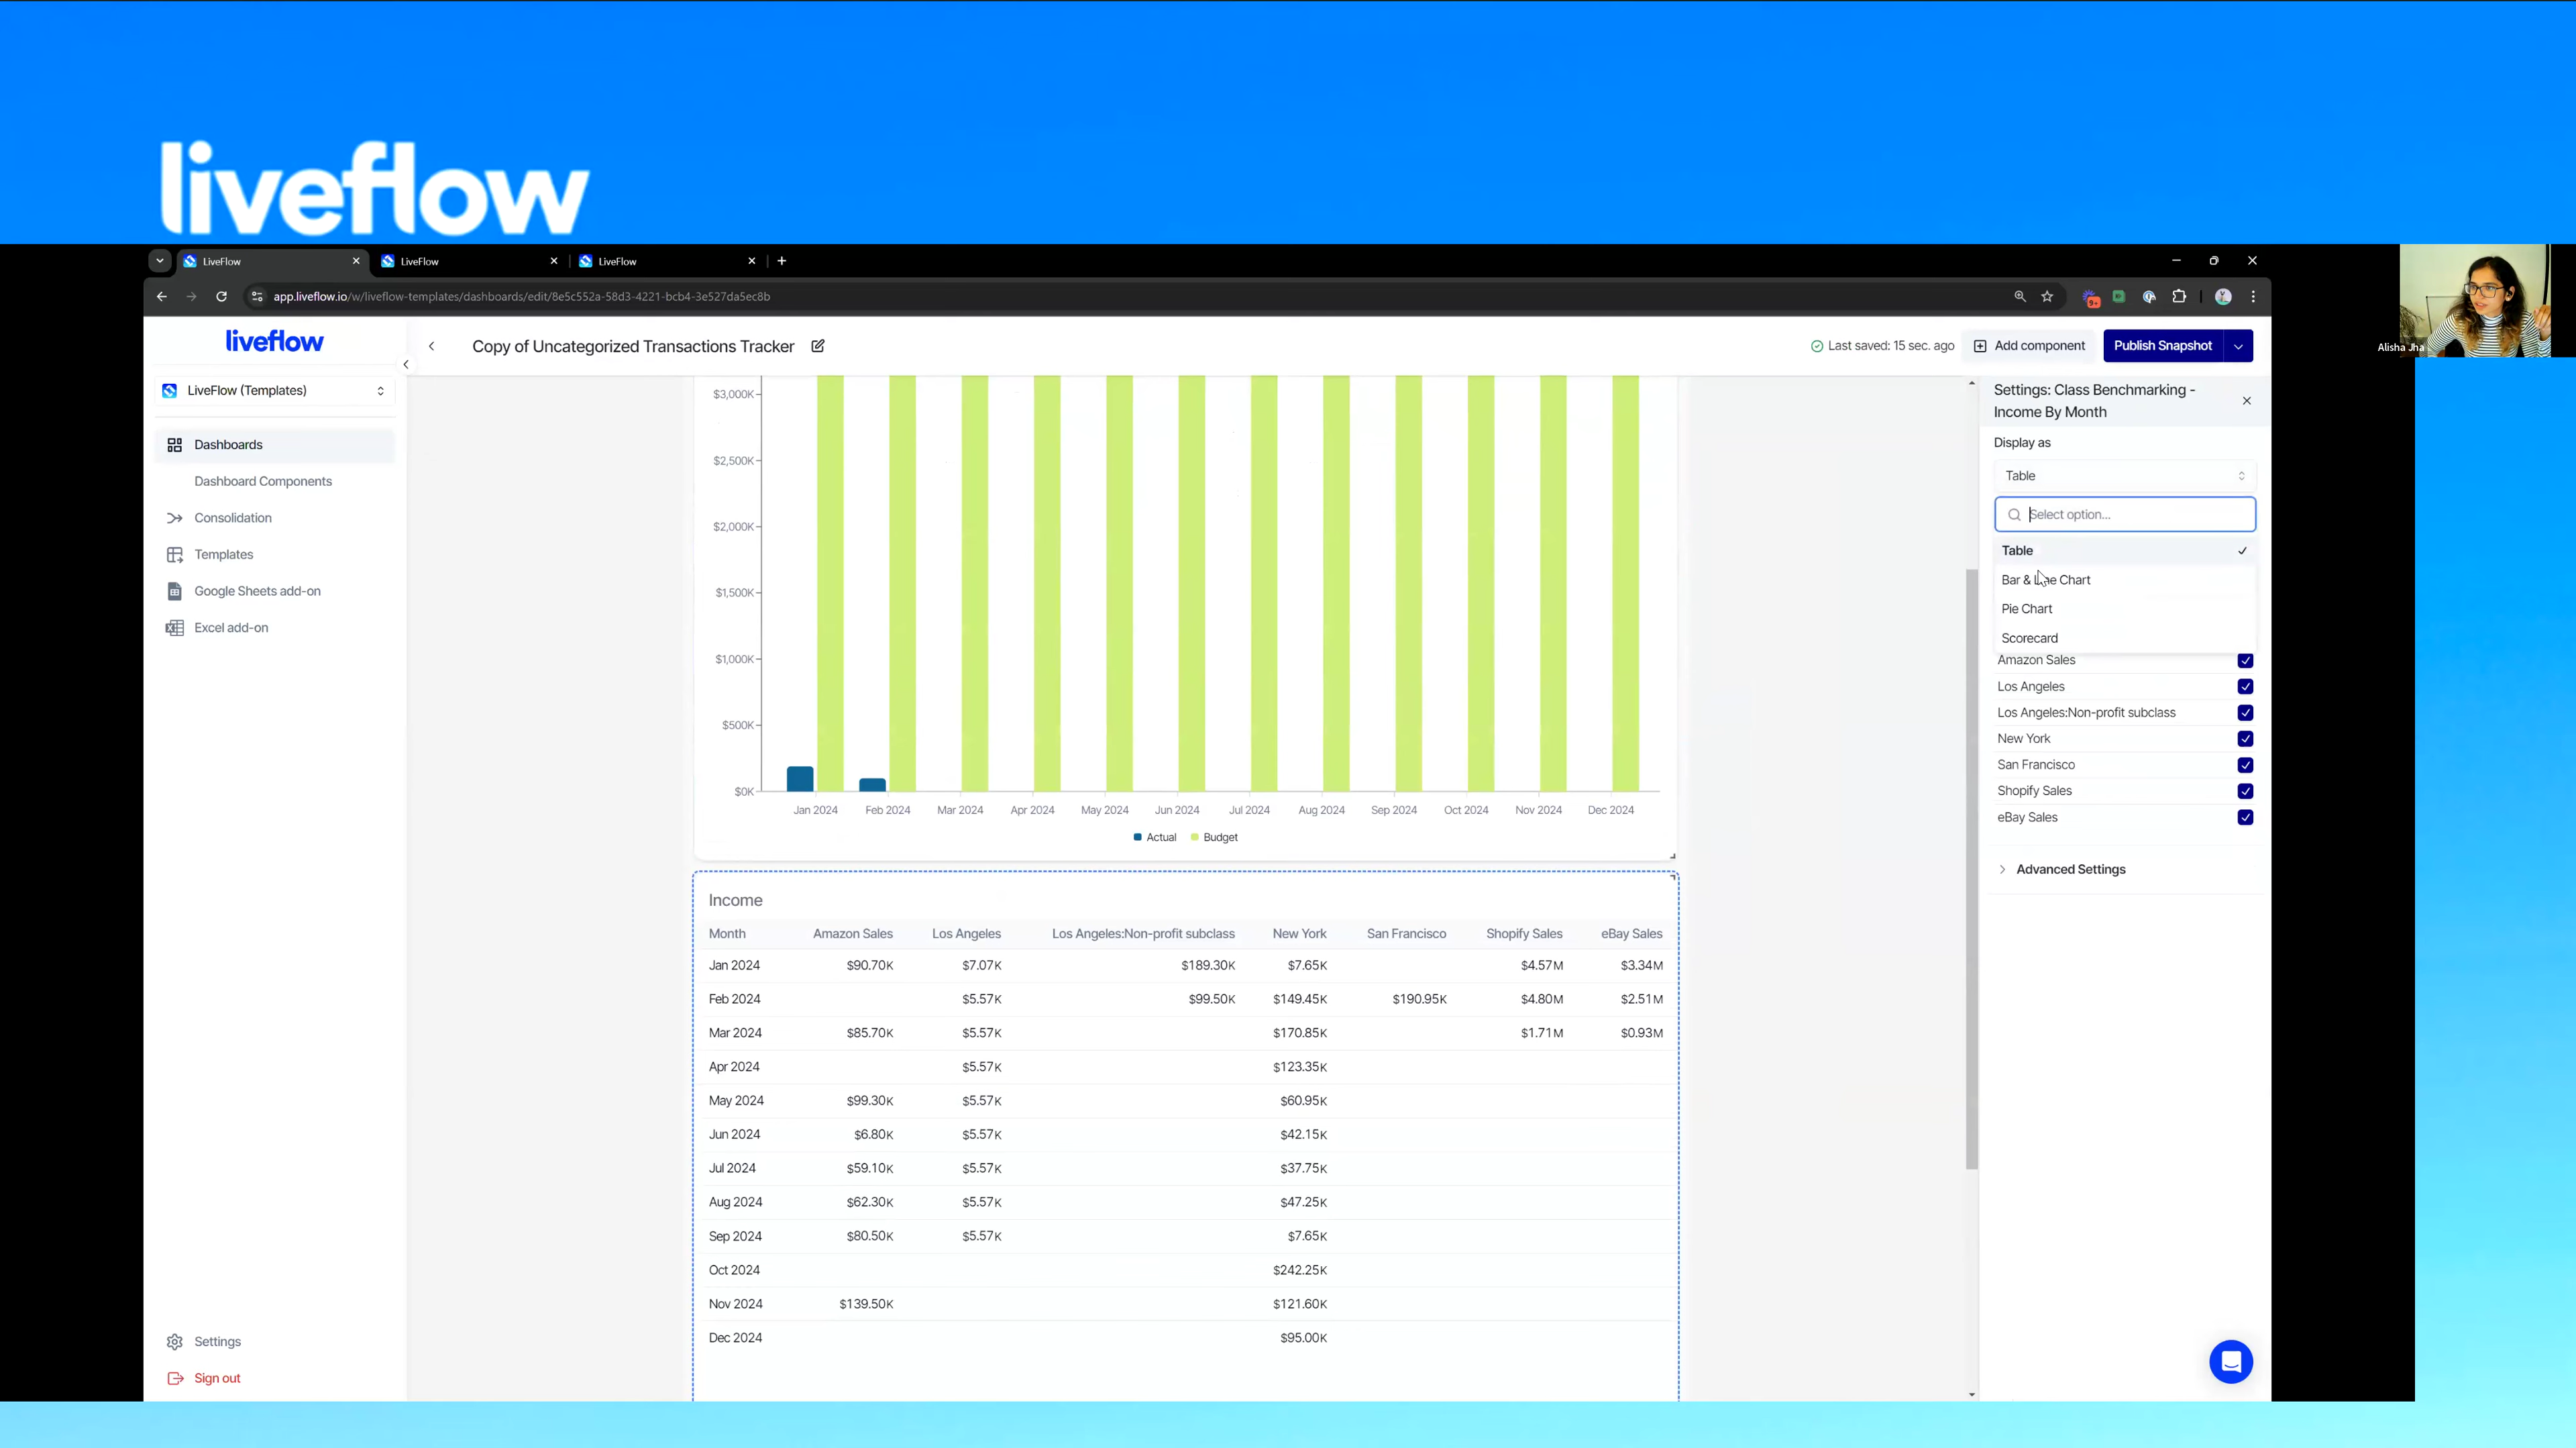 liveflow
LiveFlow
LiveFlow
LiveFlow
app.liveflow.io/w/liveflow-templates/dashboards/edit/8e5c552a-58d3-4221-bcb4-3e527da5ec8b
9+
Alisha Jha
liveflow
LiveFlow (Templates)
Dashboards
Dashboard Components
Consolidation
Templates
Google Sheets add-on
Excel add-on
Settings
Sign out
Copy of Uncategorized Transactions Tracker
Last saved: 15 sec. ago
Add component
Publish Snapshot
$3,000K
$2,500K
$2,000K
$1,500K
$1,000K
$500K
$0K
Jan 2024 Feb 2024 Mar 2024 Apr 2024 May 2024 Jun 2024 Jul 2024 Aug 2024 Sep 2024 Oct 2024 Nov 2024 Dec 2024
Actual Budget
Income
Month Amazon Sales Los Angeles Los Angeles:Non-profit subclass New York San Francisco Shopify Sales eBay Sales
Jan 2024 $90.70K $7.07K $189.30K $7.65K $4.57M $3.34M
Feb 2024 $5.57K $99.50K $149.45K $190.95K $4.80M $2.51M
Mar 2024 $85.70K $5.57K $170.85K $1.71M $0.93M
Apr 2024 $5.57K $123.35K
May 2024 $99.30K $5.57K $60.95K
Jun 2024 $6.80K $5.57K $42.15K
Jul 2024 $59.10K $5.57K $37.75K
Aug 2024 $62.30K $5.57K $47.25K
Sep 2024 $80.50K $5.57K $7.65K
Oct 2024 $242.25K
Nov 2024 $139.50K $121.60K
Dec 2024 $95.00K
Settings: Class Benchmarking -
Income By Month
Display as
Table
Select option...
Table
Bar & Line Chart
Pie Chart
Scorecard
Amazon Sales
Los Angeles
Los Angeles:Non-profit subclass
New York
San Francisco
Shopify Sales
eBay Sales
Advanced Settings